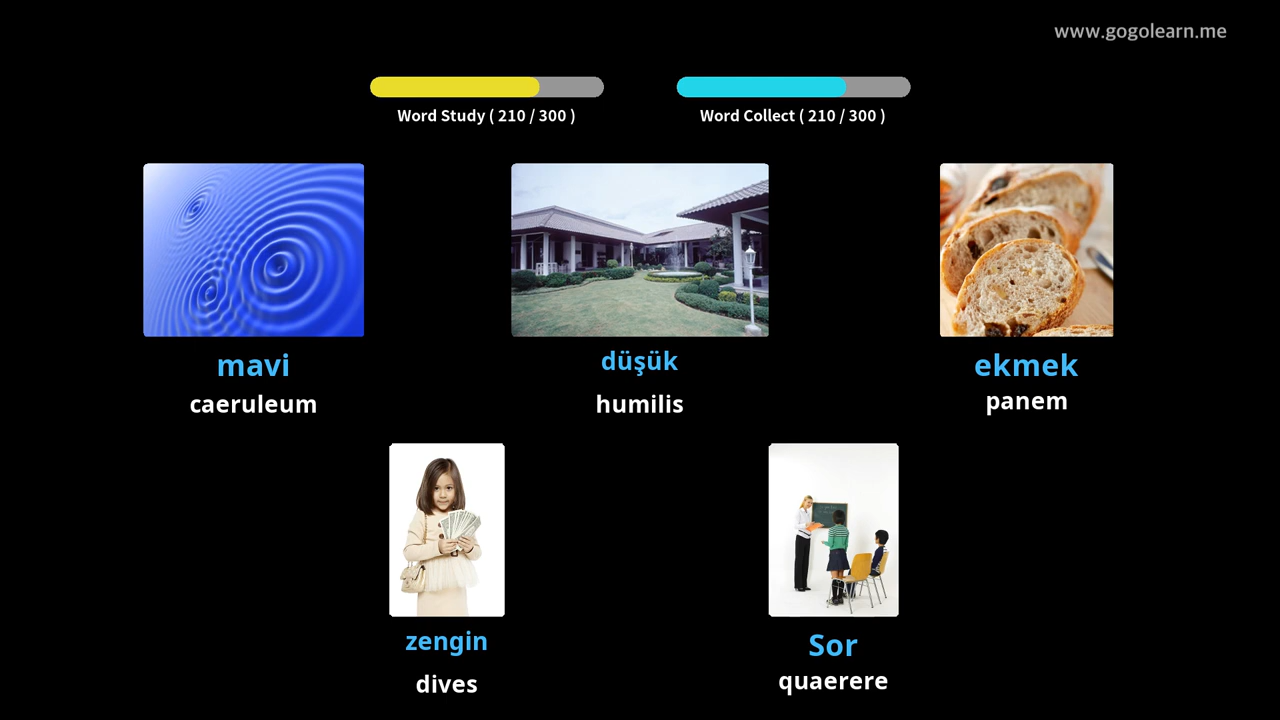 www.gogolearn.me
Word Study ( 210 / 300 )
Word Collect ( 210 / 300 )
mavi
caeruleum
düşük
humilis
ekmek
panem
zengin
dives
Sor
quaerere